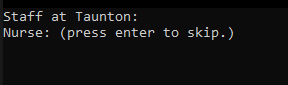 Staff at Taunton:
Nurse: (press enter to skip.)